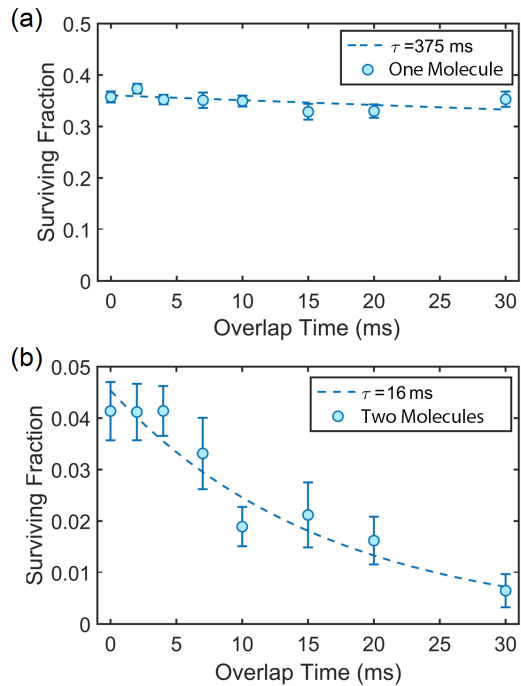 (a)
0.5
0.4
0.3
0.2
0.1
0
Surviving Fraction
τ =375 ms
One Molecule
0 5 10 15 20 25 30
Overlap Time (ms)
(b)
0.05
0.04
0.03
0.02
0.01
0
Surviving Fraction
τ =16 ms
Two Molecules
0 5 10 15 20 25 30
Overlap Time (ms)